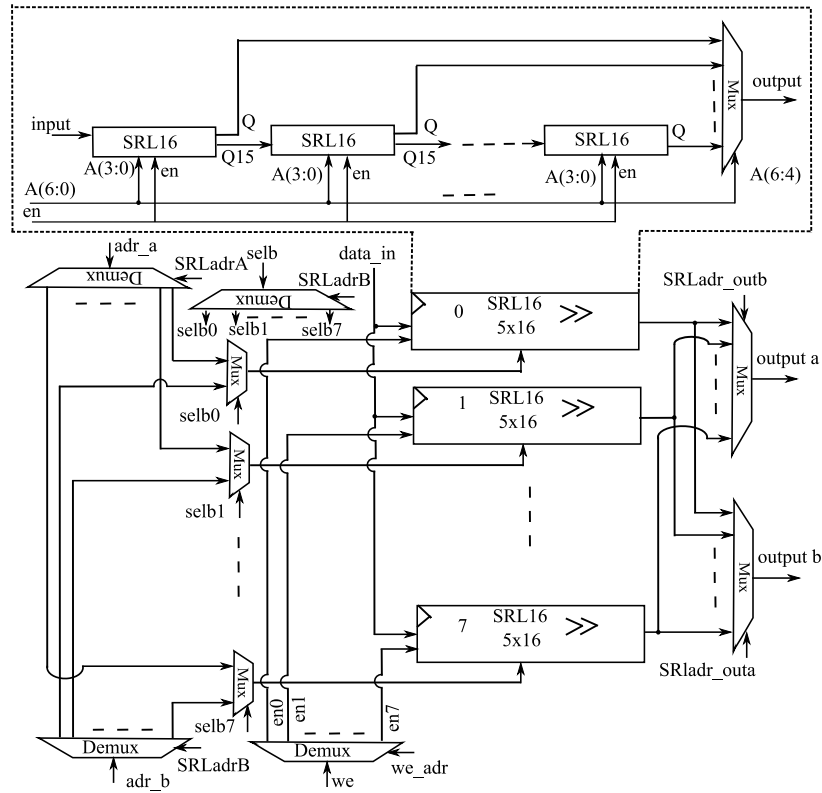 output
Mux
input
SRL16
Q
Q15
SRL16
Q
Q15
SRL16
Q
A(3:0)
en
A(3:0)
en
A(3:0)
en
A(6:4)
A(6:0)
en
adr_a
Demux
SRLadrA
selb
Demux
SRLadrB
selb0
selb1
selb7
data_in
0
SRL16
5x16
>>
SRLadr_outb
Mux
output a
Mux
selb0
1
SRL16
5x16
>>
Mux
selb1
Mux
output b
SRladr_outa
7
SRL16
5x16
>>
Mux
selb7
en0
en1
en7
Demux
SRLadrB
adr_b
Demux
we_adr
we